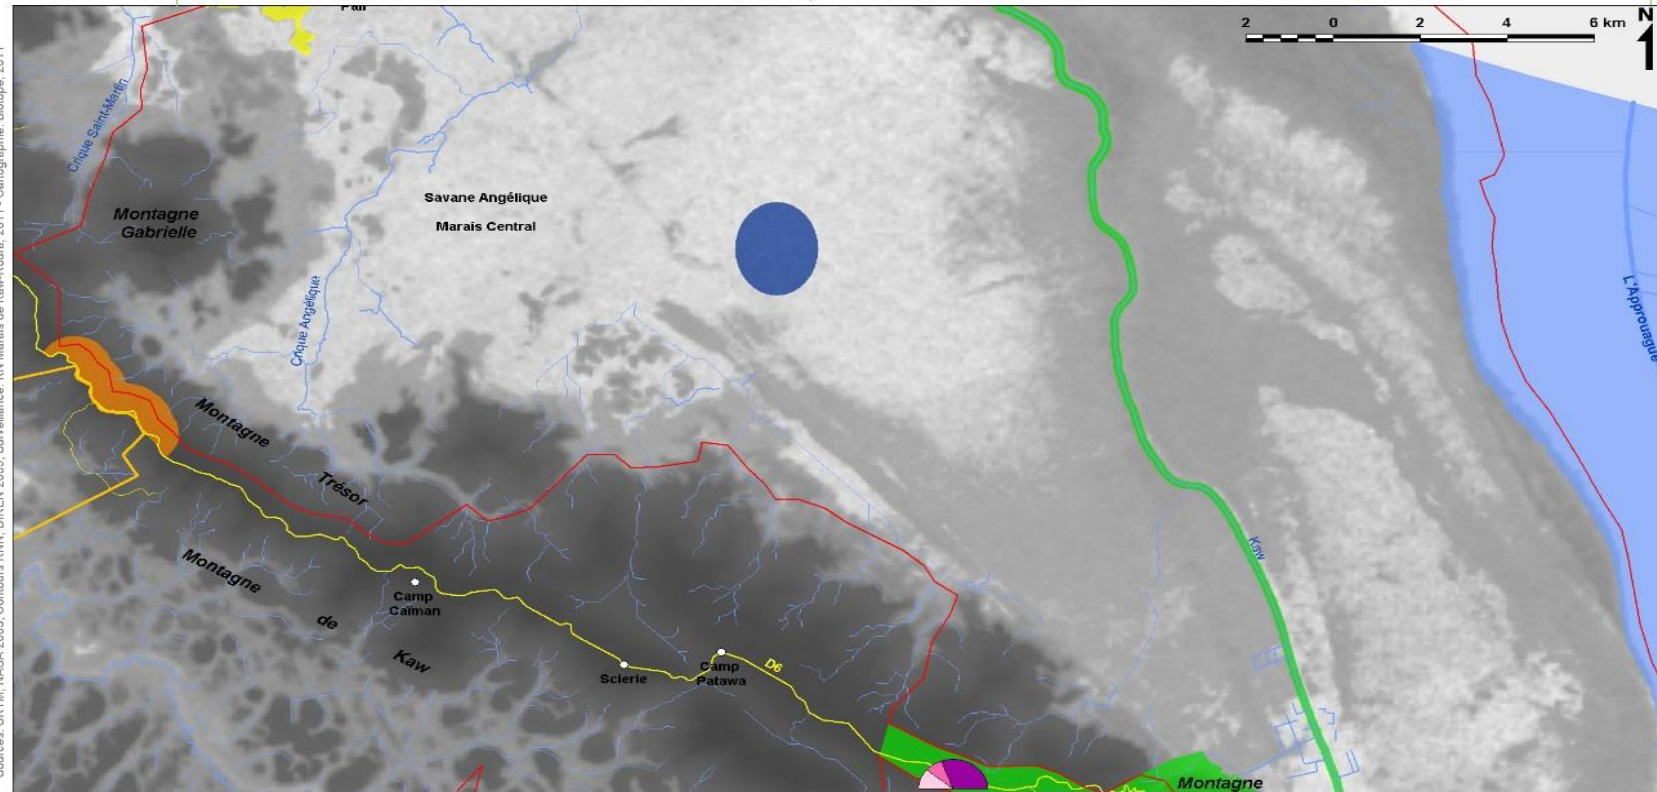 Pali
2 0 2 4 6 km
N
Crique Saint-Martin
Savane Angélique
Marais Central
Montagne
Gabrielle
Crique Angélique
L'Approuague
Montagne
Trésor
Kaw
Montagne
de
Kaw
Camp
Caïman
Scierie
Camp
Patawa
D6
Montagne